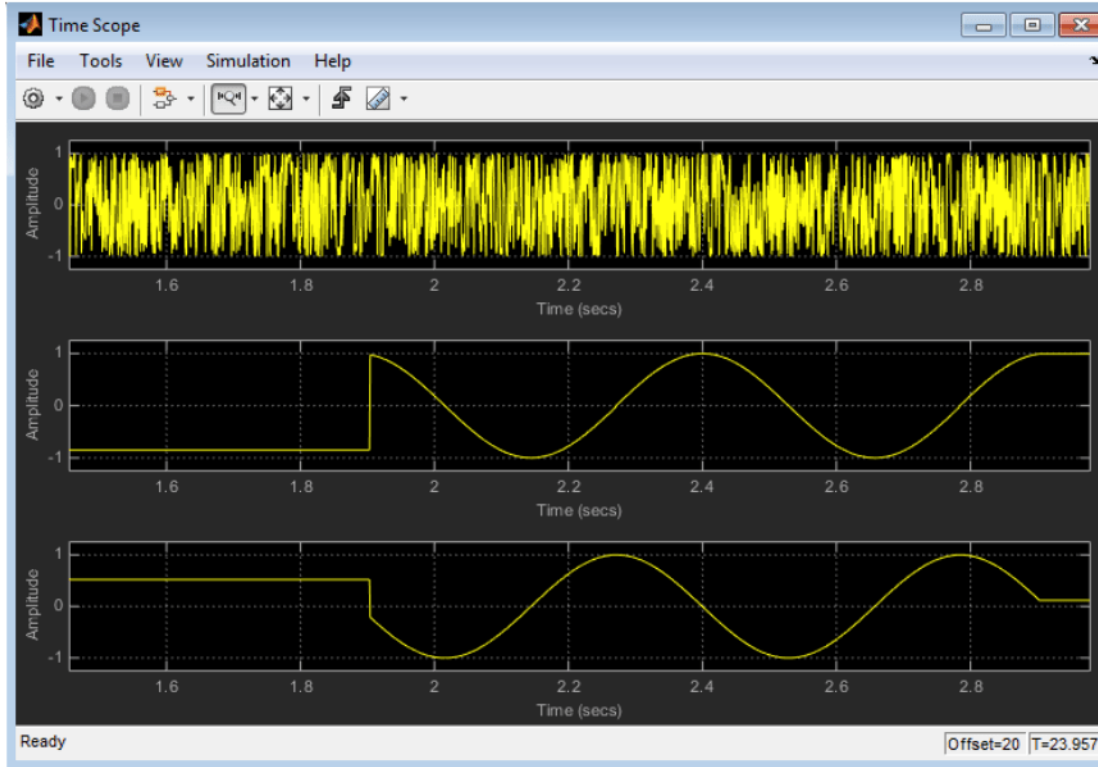 Time Scope
File Tools View Simulation Help
Amplitude
1
0
-1
1.6 1.8 2 2.2 2.4 2.6 2.8
Time (secs)
Amplitude
1
0
-1
1.6 1.8 2 2.2 2.4 2.6 2.8
Time (secs)
Amplitude
1
0
-1
1.6 1.8 2 2.2 2.4 2.6 2.8
Time (secs)
Ready Offset=20 T=23.957